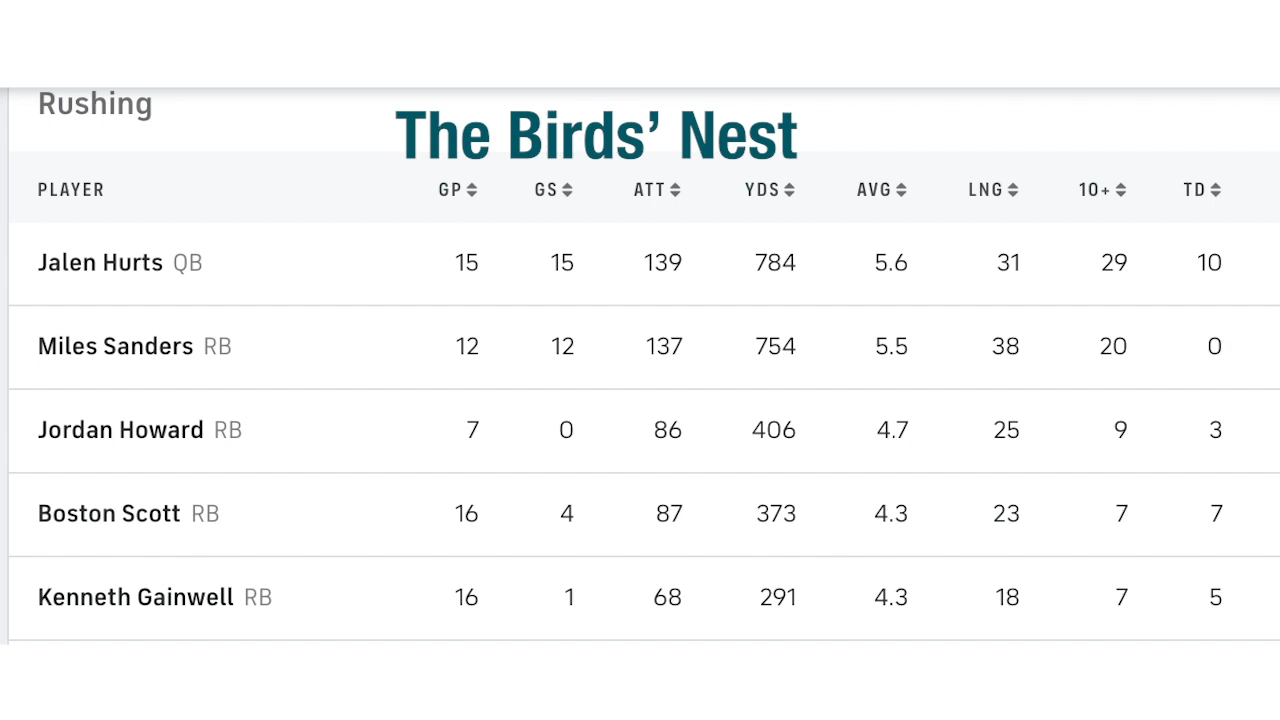 Rushing
The Birds’ Nest
PLAYER GP GS ATT YDS AVG LNG 10+ TD
Jalen Hurts QB 15 15 139 784 5.6 31 29 10
Miles Sanders RB 12 12 137 754 5.5 38 20 0
Jordan Howard RB 7 0 86 406 4.7 25 9 3
Boston Scott RB 16 4 87 373 4.3 23 7 7
Kenneth Gainwell RB 16 1 68 291 4.3 18 7 5